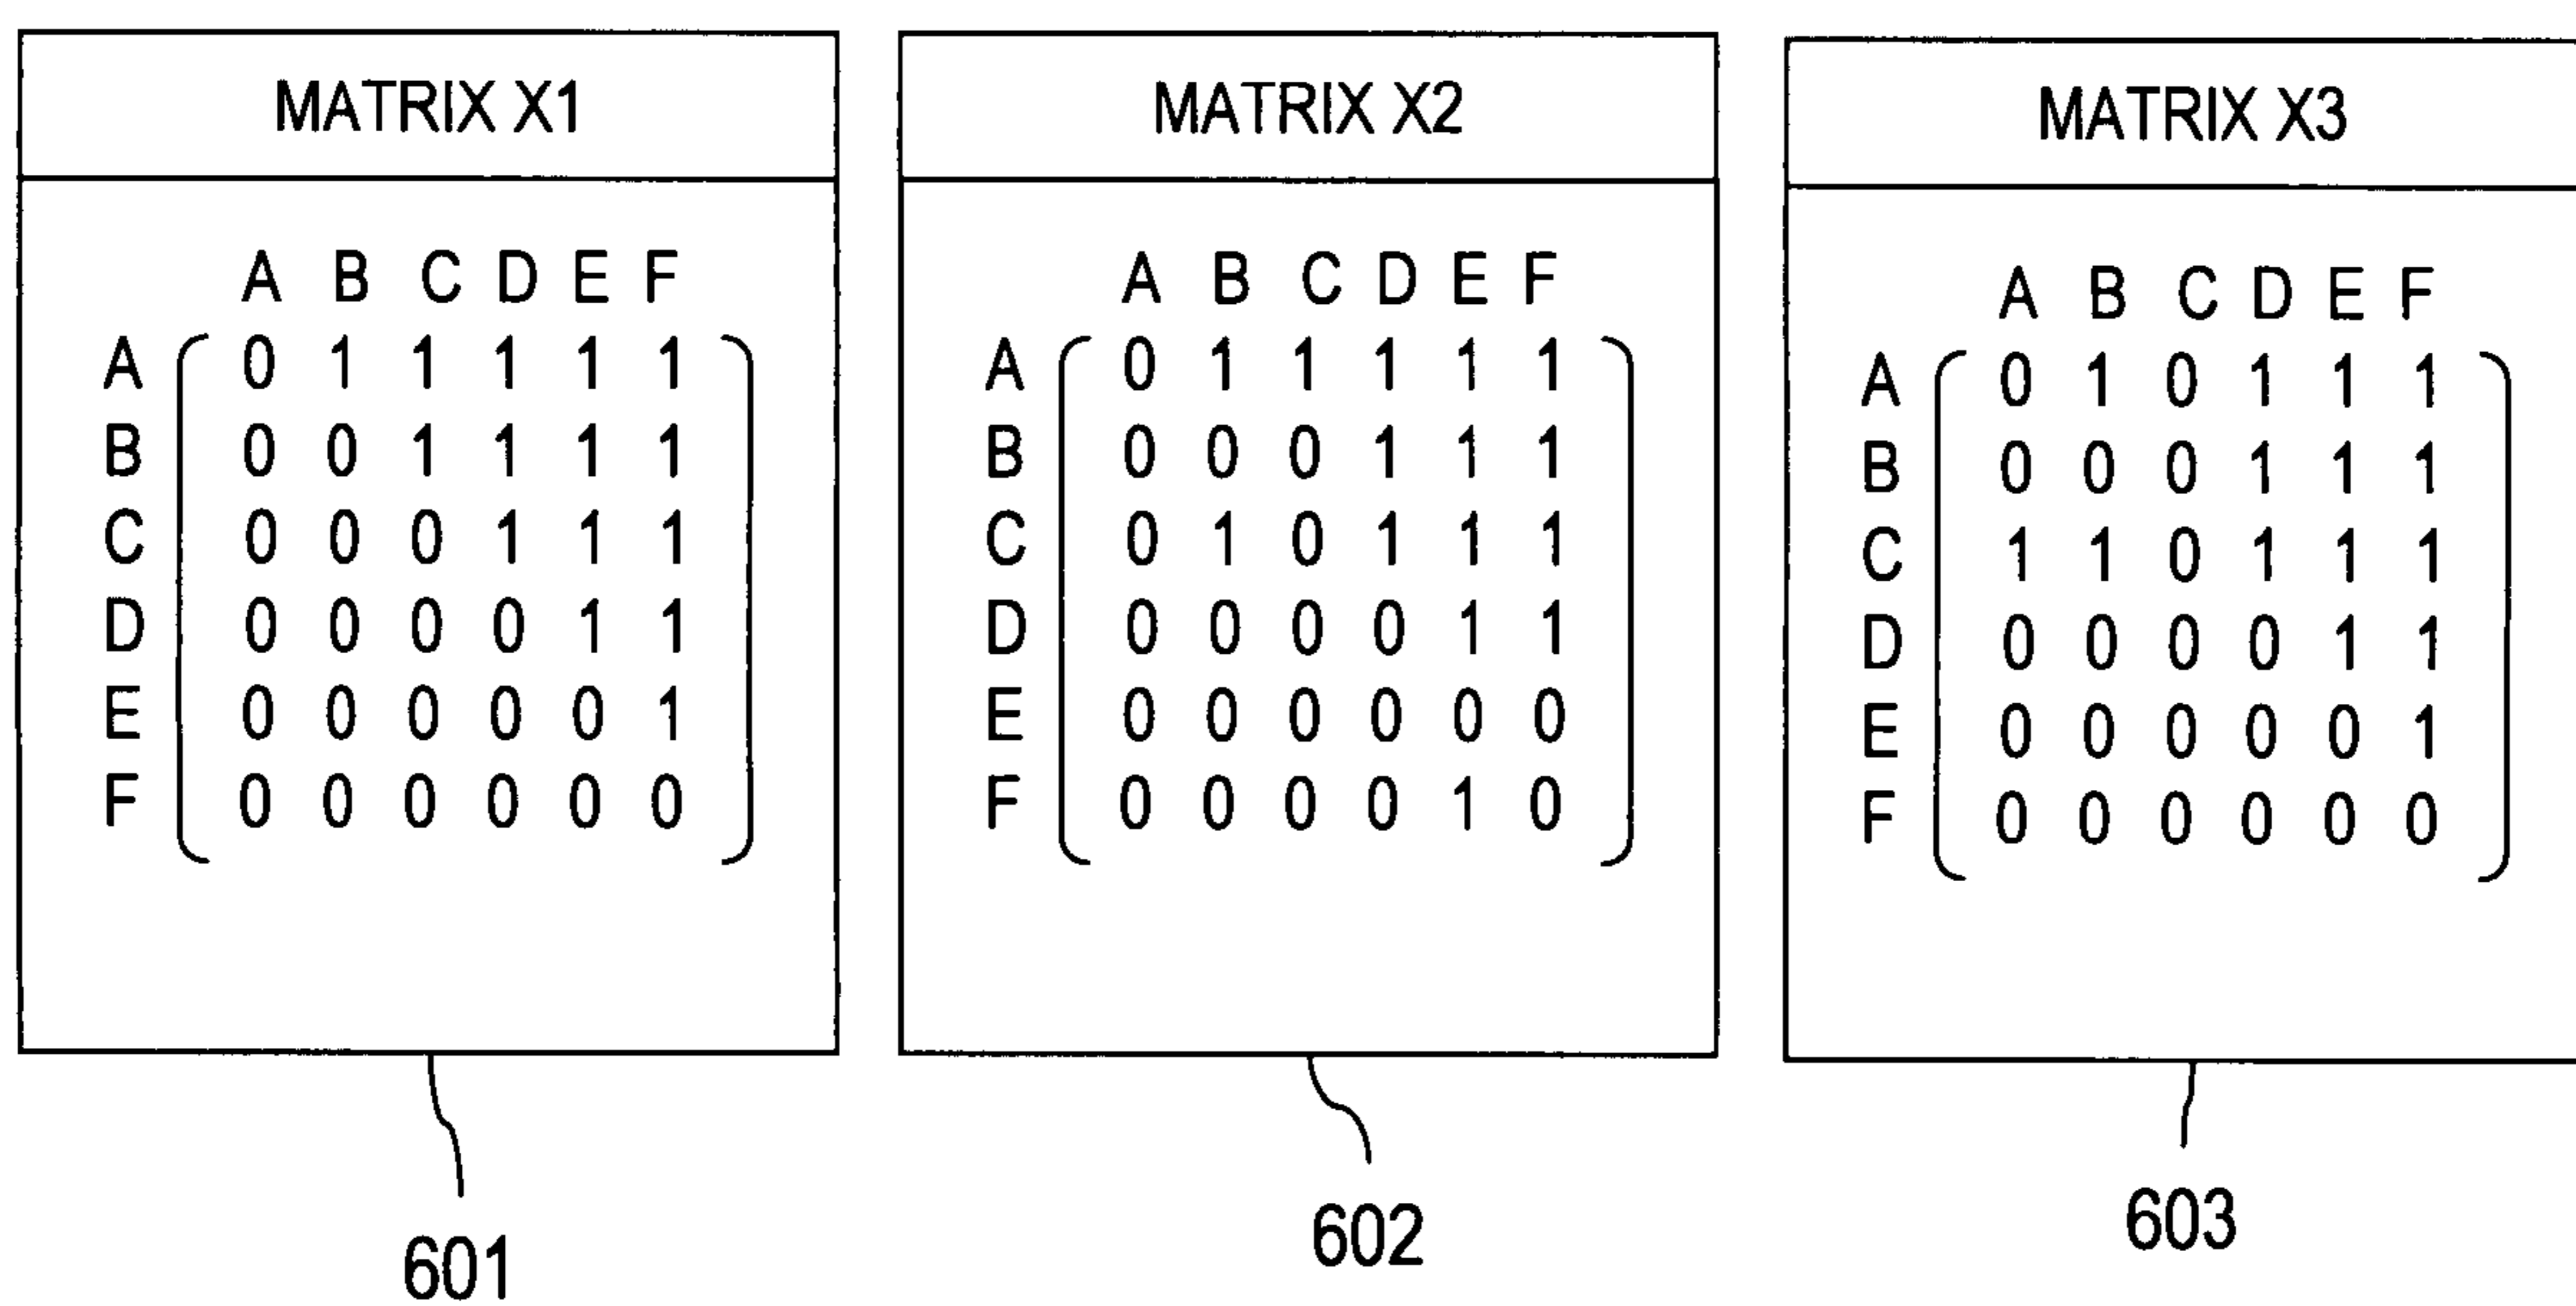 MATRIX X1
A B C D E F
A 0 1 1 1 1 1
B 0 0 1 1 1 1
C 0 0 0 1 1 1
D 0 0 0 0 1 1
E 0 0 0 0 0 1
F 0 0 0 0 0 0
601
MATRIX X2
A B C D E F
A 0 1 1 1 1 1
B 0 0 0 1 1 1
C 0 1 0 1 1 1
D 0 0 0 0 1 1
E 0 0 0 0 0 0
F 0 0 0 0 1 0
602
MATRIX X3
A B C D E F
A 0 1 0 1 1 1
B 0 0 0 1 1 1
C 1 1 0 1 1 1
D 0 0 0 0 1 1
E 0 0 0 0 0 1
F 0 0 0 0 0 0
603